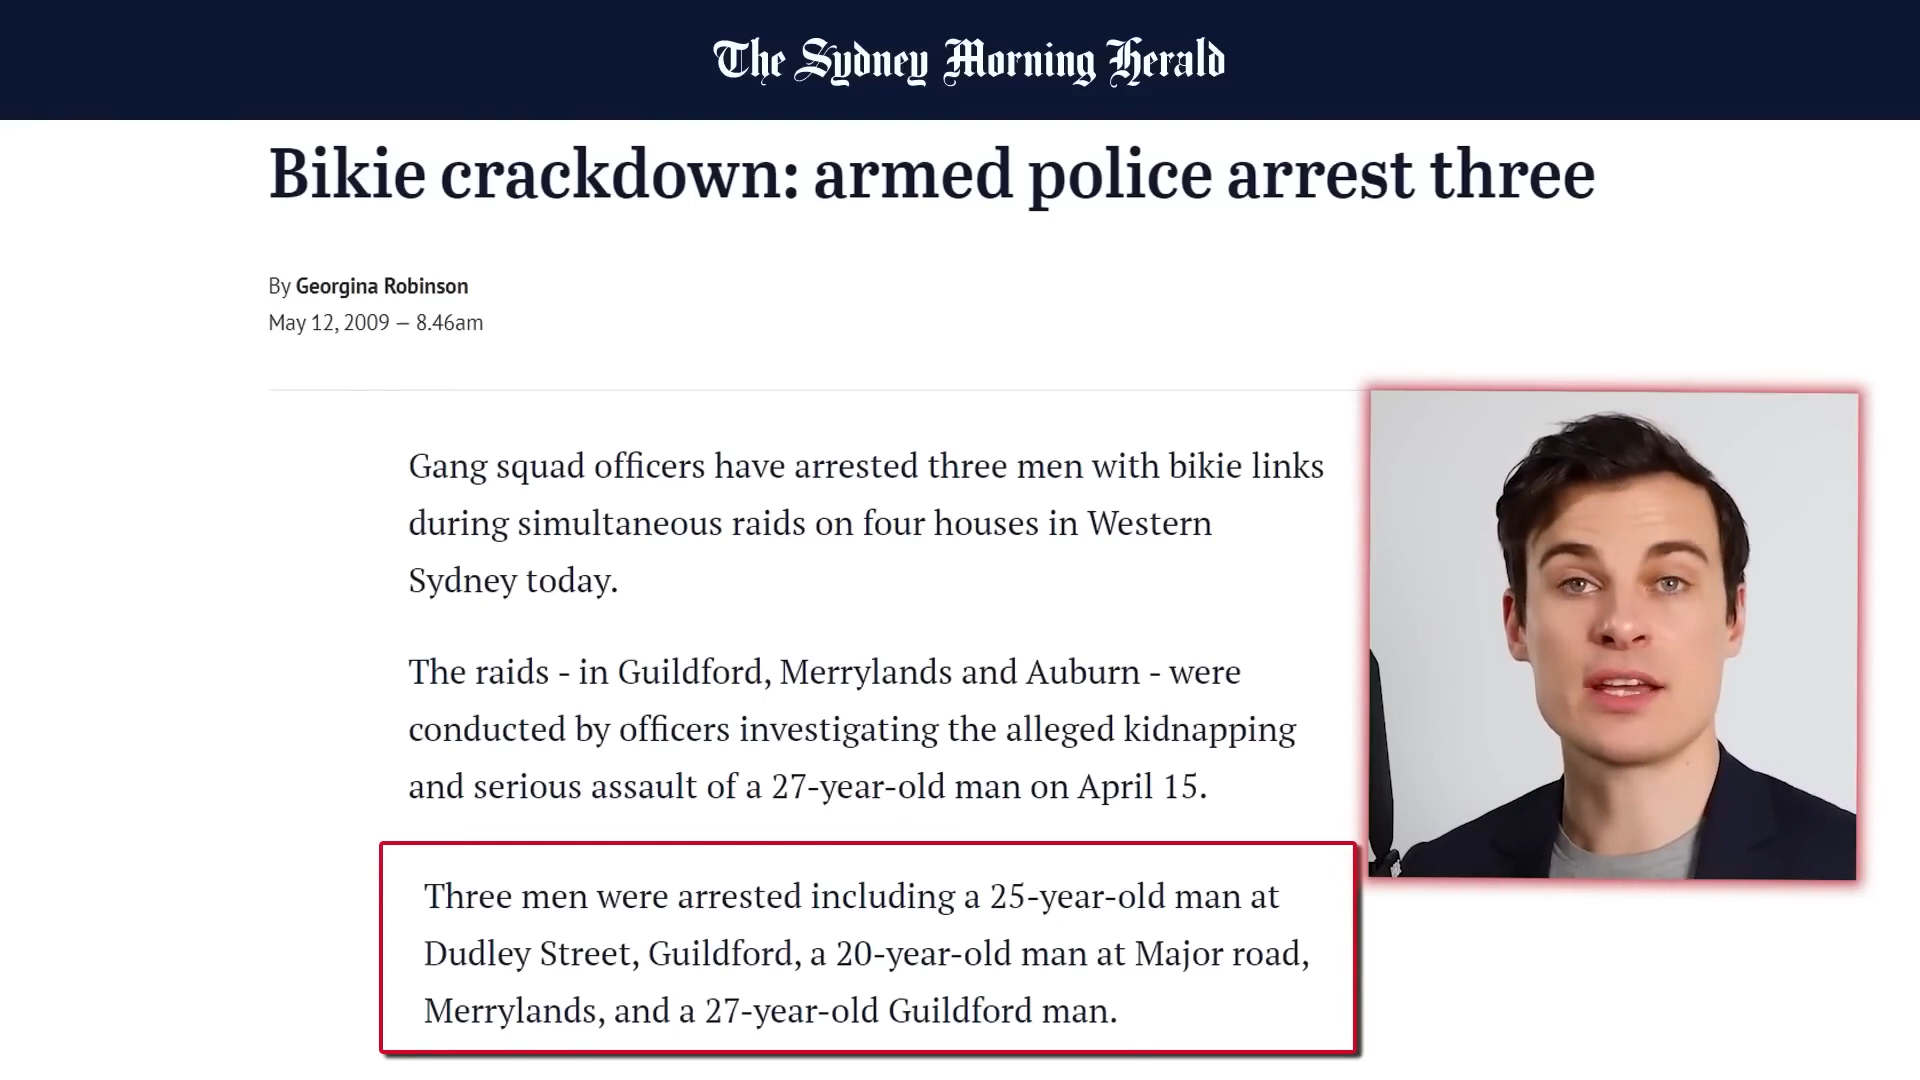 The Sydney Morning Herald
Bikie crackdown: armed police arrest three
By Georgina Robinson
May 12, 2009 – 8.46am
Gang squad officers have arrested three men with bikie links
during simultaneous raids on four houses in Western
Sydney today.
The raids - in Guildford, Merrylands and Auburn - were
conducted by officers investigating the alleged kidnapping
and serious assault of a 27-year-old man on April 15.
Three men were arrested including a 25-year-old man at
Dudley Street, Guildford, a 20-year-old man at Major road,
Merrylands, and a 27-year-old Guildford man.